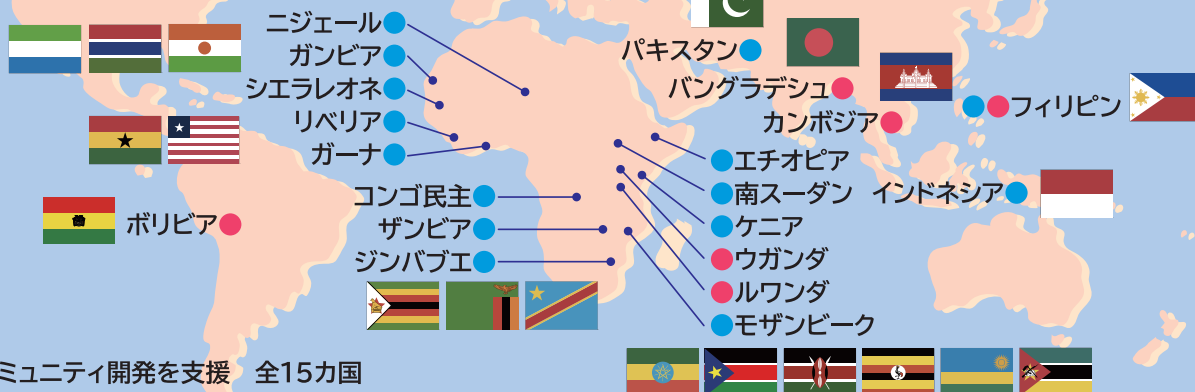 ニジェール
ガンビア
シエラレオネ
リベリア
ガーナ
コンゴ民主
ザンビア
ジンバブエ
ボリビア
パキスタン
バングラデシュ
カンボジア
フィリピン
インドネシア
エチオピア
南スーダン
ケニア
ウガンダ
ルワンダ
モザンビーク
ミュニティ開発を支援 全15カ国